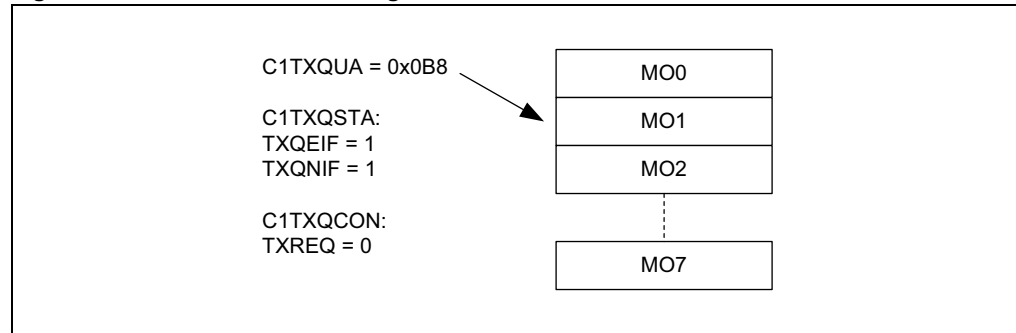 C1TXQUA = 0x0B8
C1TXQSTA:
TXQEIF = 1
TXQNIF = 1
C1TXQCON:
TXREQ = 0
MO0
MO1
MO2
MO7